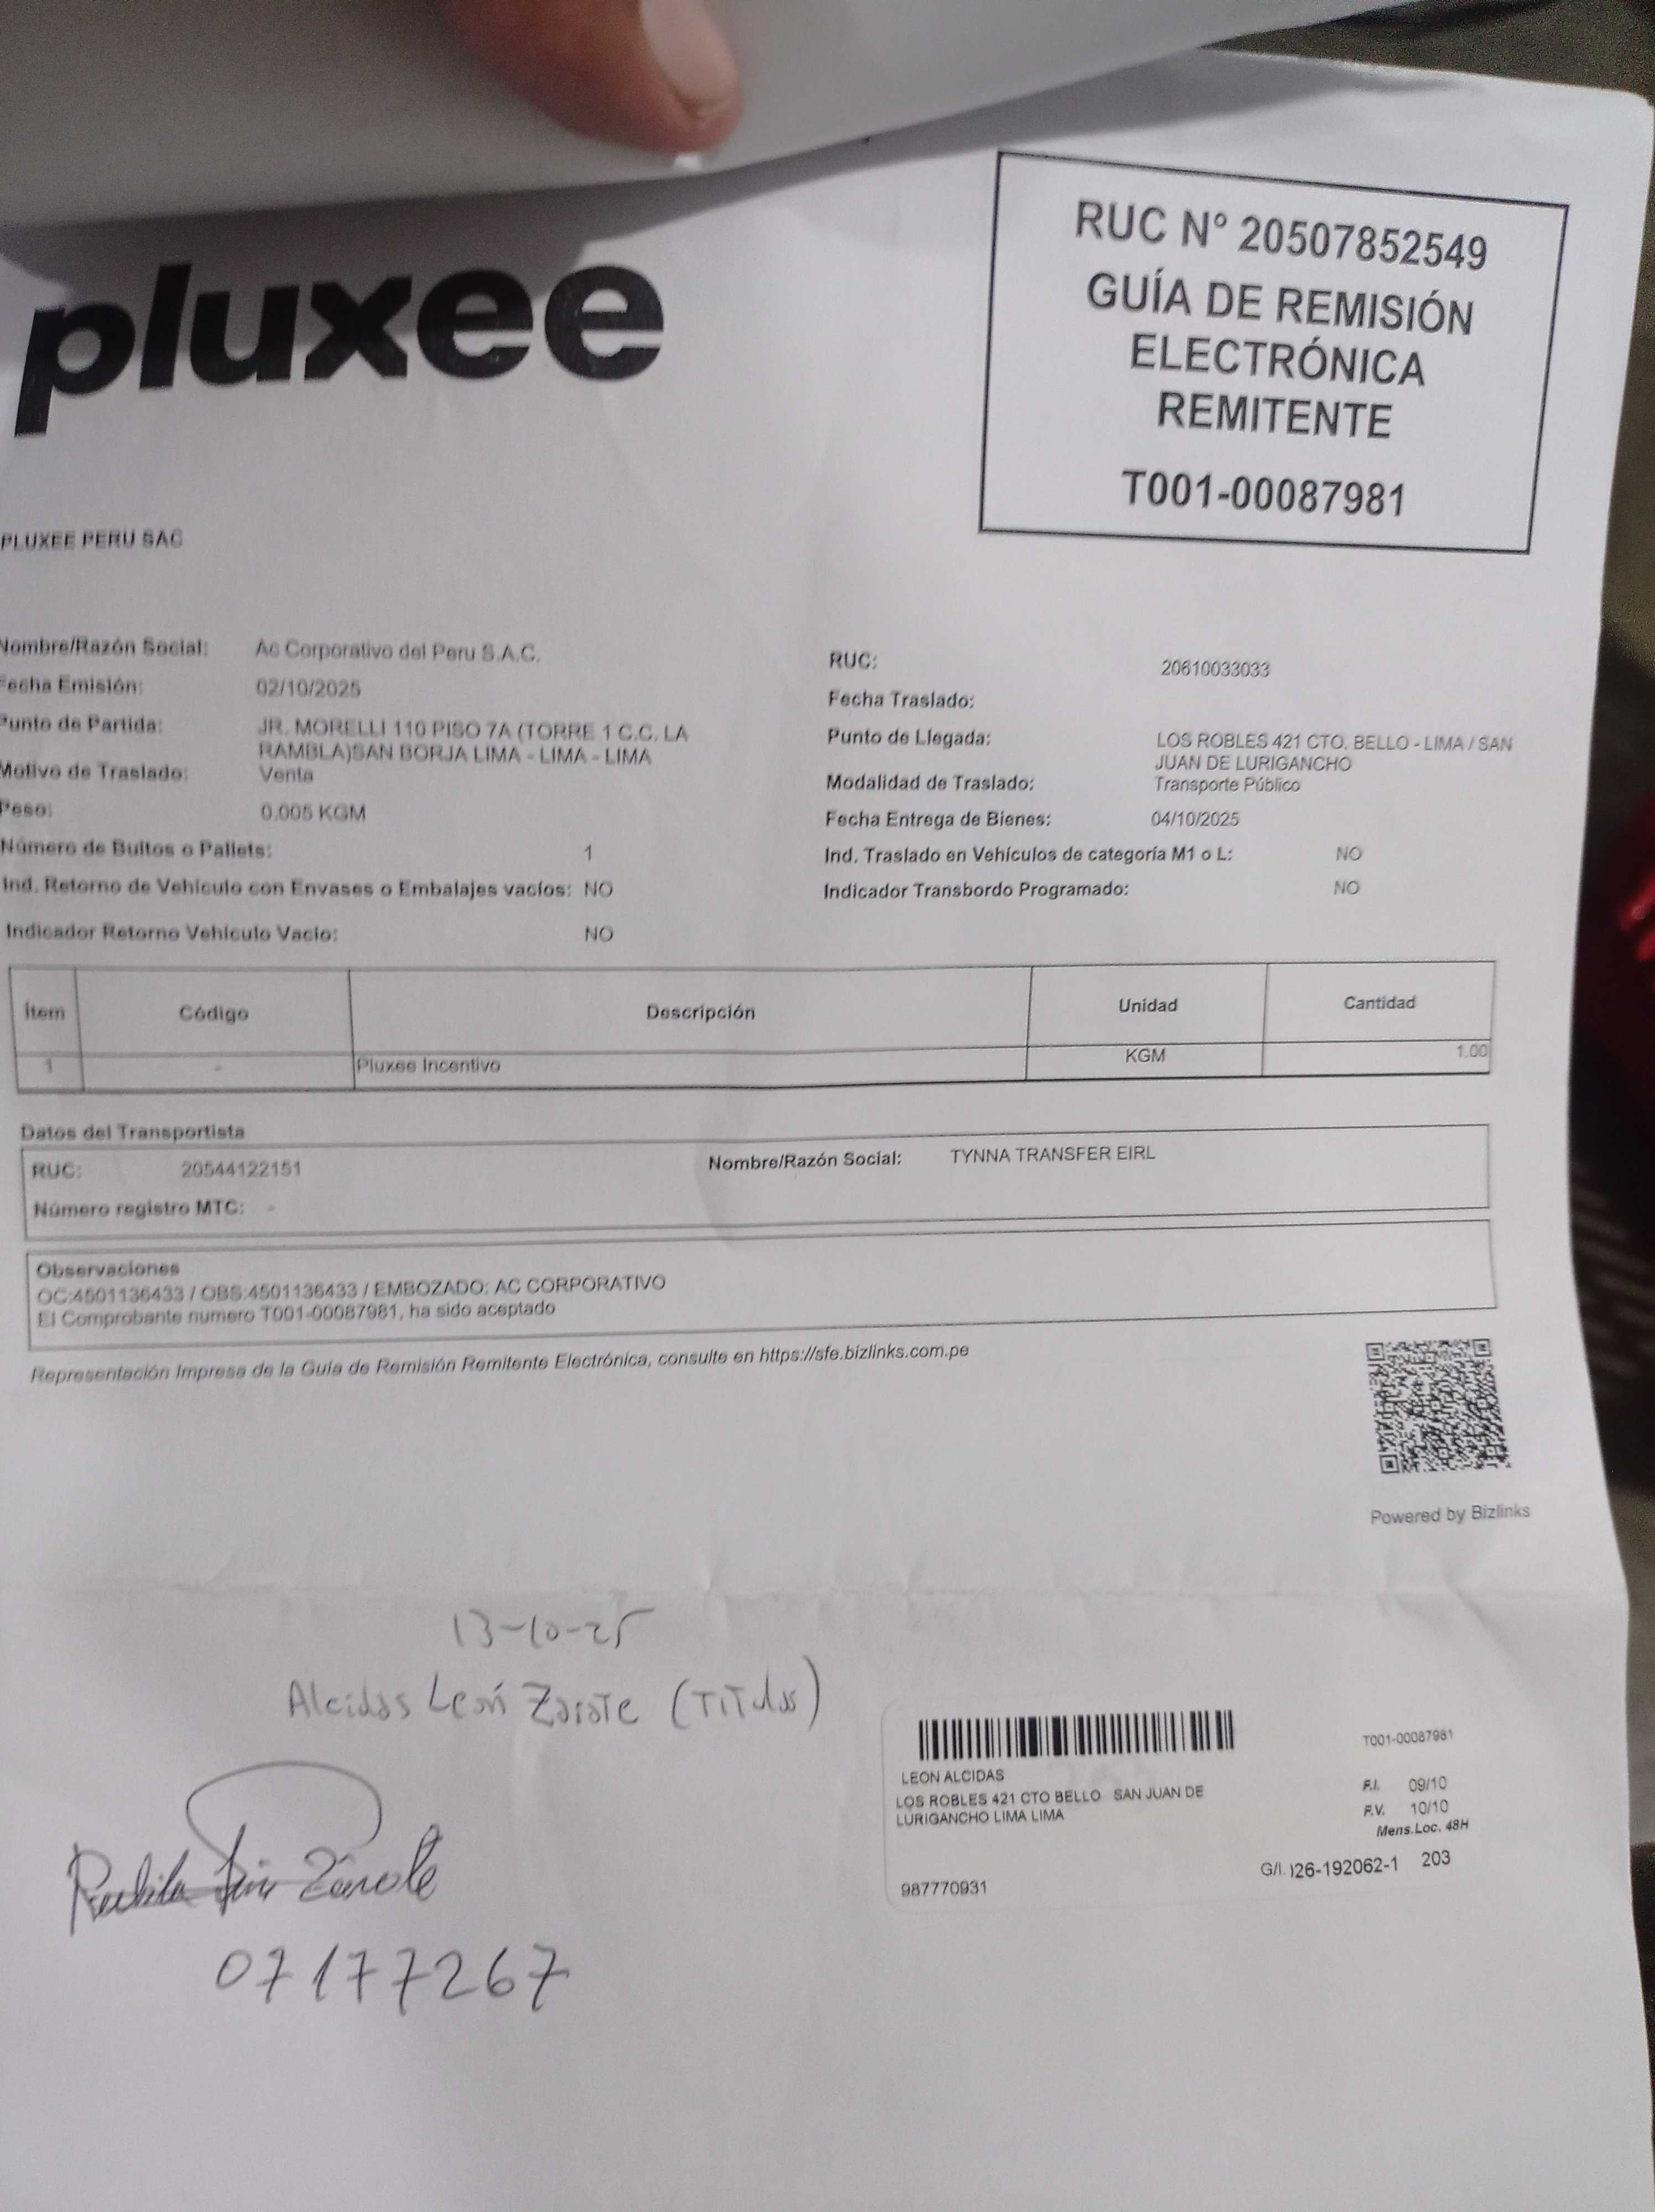 pluxee
RUC N° 20507852549
GUÍA DE REMISIÓN
ELECTRÓNICA
REMITENTE
T001-00087981
PLUXEE PERU SAC
Nombre/Razón Social: Ac Corporativo del Peru S.A.C.
Fecha Emisión: 02/10/2025
Punto de Partida: JR. MORELLI 110 PISO 7A (TORRE 1 C.C. LA
RAMBLA)SAN BORJA LIMA - LIMA - LIMA
Motivo de Traslado: Venta
Peso: 0.005 KGM
Número de Bultos o Pallets: 1
Ind. Retorno de Vehículo con Envases o Embalajes vacíos: NO
Indicador Retorno Vehículo Vacío: NO
RUC: 20610033033
Fecha Traslado:
Punto de Llegada: LOS ROBLES 421 CTO. BELLO - LIMA / SAN
JUAN DE LURIGANCHO
Modalidad de Traslado: Transporte Público
Fecha Entrega de Bienes: 04/10/2025
Ind. Traslado en Vehículos de categoría M1 o L: NO
Indicador Transbordo Programado: NO
Ítem Código Descripción Unidad Cantidad
1 - Pluxee Incentivo KGM 1.00
Datos del Transportista
RUC: 20544122151 Nombre/Razón Social: TYNNA TRANSFER EIRL
Número registro MTC: -
Observaciones
OC:4501136433 / OBS:4501136433 / EMBOZADO: AC CORPORATIVO
El Comprobante numero T001-00087981, ha sido aceptado
Representación Impresa de la Guía de Remisión Remitente Electrónica, consulte en https://sfe.bizlinks.com.pe
Powered by Bizlinks
13-10-25
Alcidas León Zarate (Titular)
Zárate
07177267
T001-00087981
LEON ALCIDAS
LOS ROBLES 421 CTO BELLO SAN JUAN DE
LURIGANCHO LIMA LIMA
F.I. 09/10
F.V. 10/10
Mens.Loc. 48H
G/I. )26-192062-1 203
987770931